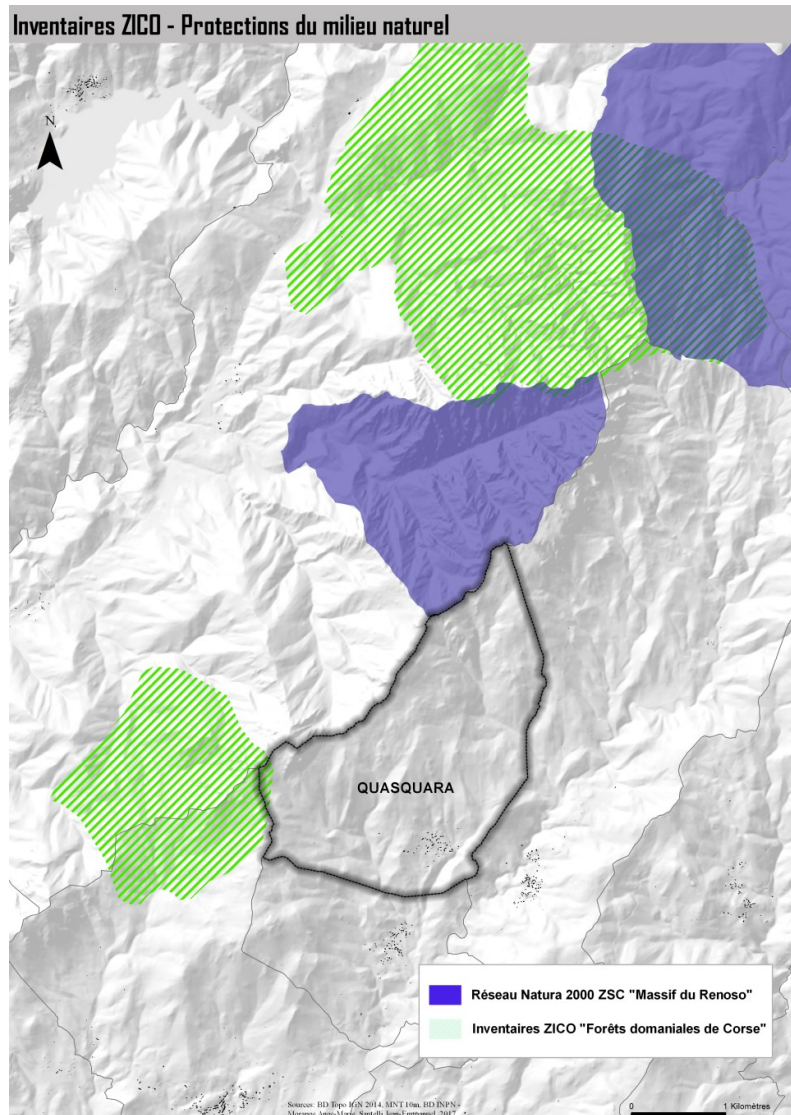 Inventaires ZICO - Protections du milieu naturel
N
QUASQUARA
Réseau Natura 2000 ZSC "Massif du Renoso"
Inventaires ZICO "Forêts domaniales de Corse"
Sources: BD Topo IGN 2014, MNT 10m, BD INPN -
2017
0 1 Kilomètres